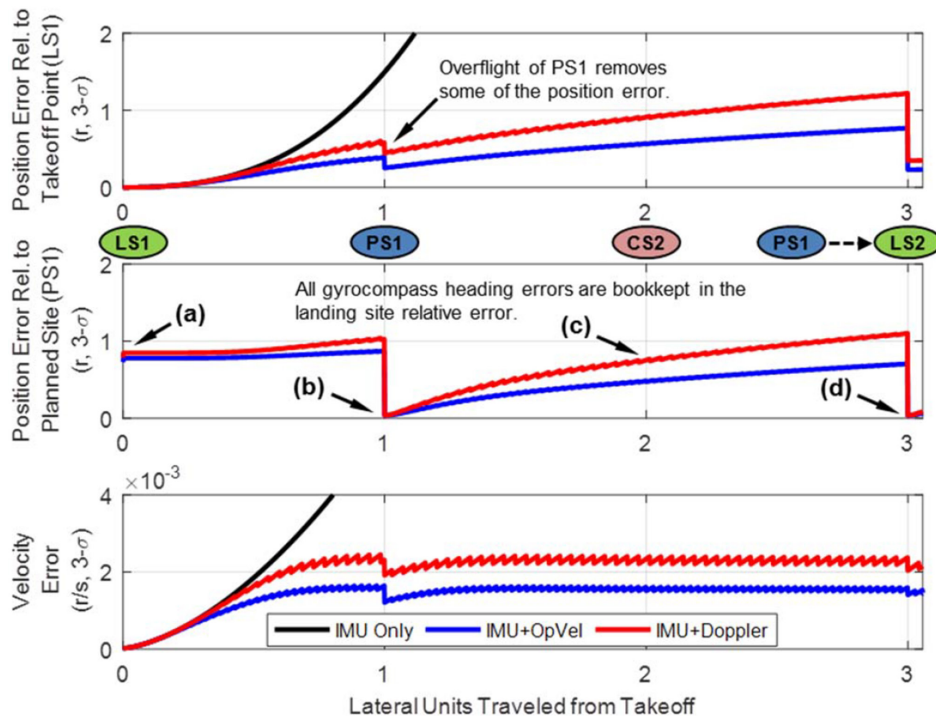 Position Error Rel. to
Takeoff Point (LS1)
(r, 3-σ)
2
1
0
Overflight of PS1 removes
some of the position error.
0
1
2
3
LS1
PS1
CS2
PS1
LS2
Position Error Rel. to
Planned Site (PS1)
(r, 3-σ)
2
1
0
All gyrocompass heading errors are bookkept in the
landing site relative error.
(a)
(b)
(c)
(d)
0
1
2
3
Velocity
Error
(r/s, 3-σ)
×10⁻³
4
2
0
IMU Only
IMU+OpVel
IMU+Doppler
0
1
2
3
Lateral Units Traveled from Takeoff